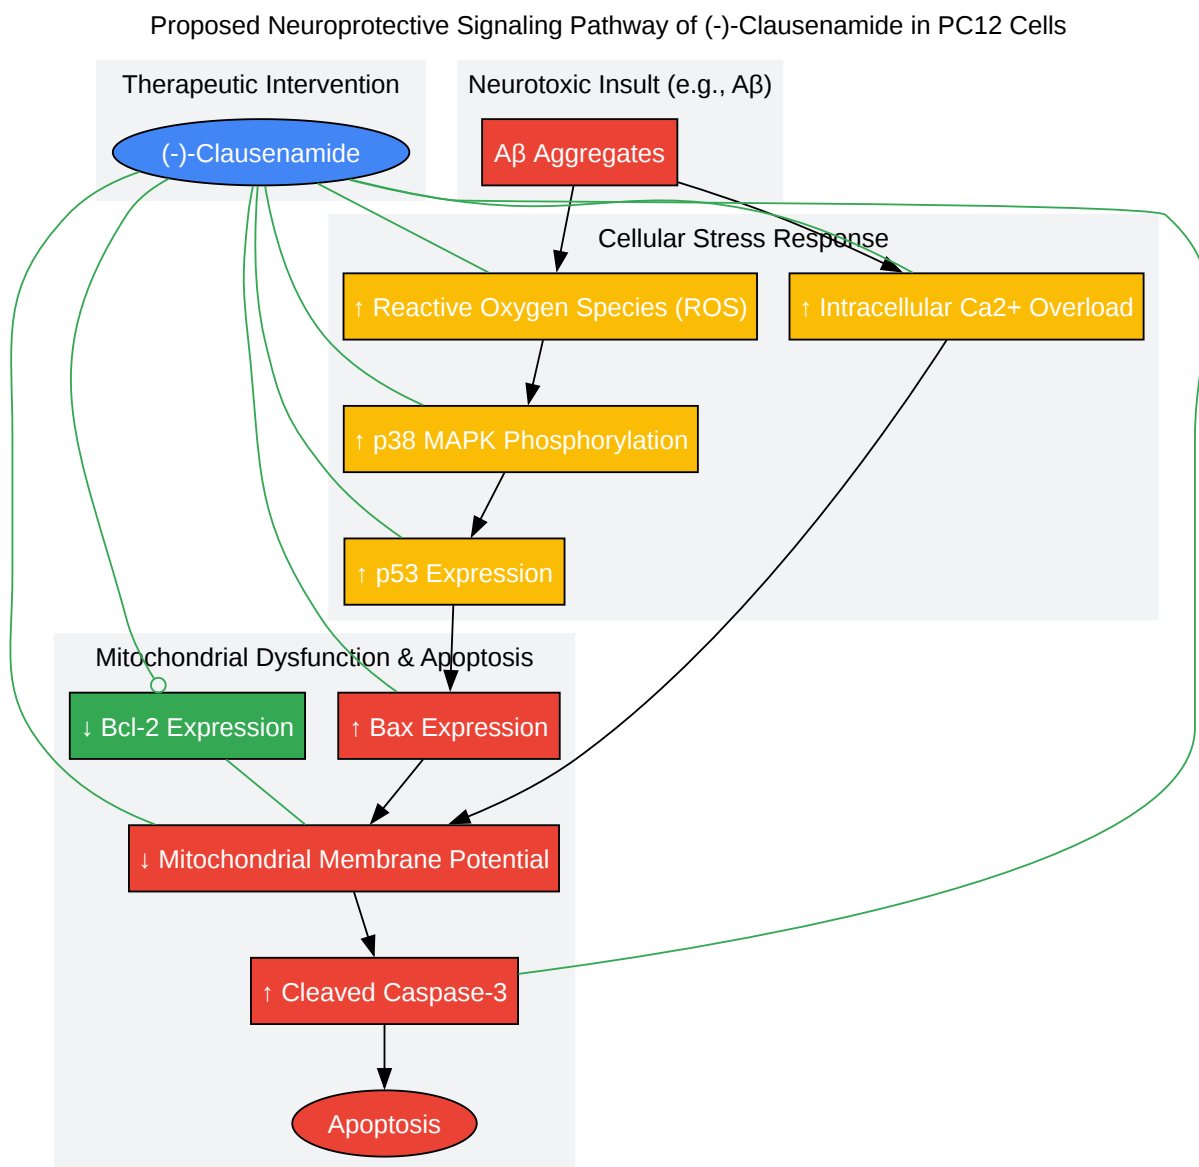 Proposed Neuroprotective Signaling Pathway of (-)-Clausenamide in PC12 Cells
Therapeutic Intervention
Neurotoxic Insult (e.g., Aβ)
(-)-Clausenamide
Aβ Aggregates
Cellular Stress Response
↑ Reactive Oxygen Species (ROS)
↑ Intracellular Ca2+ Overload
↑ p38 MAPK Phosphorylation
↑ p53 Expression
Mitochondrial Dysfunction & Apoptosis
↓ Bcl-2 Expression
↑ Bax Expression
↓ Mitochondrial Membrane Potential
↑ Cleaved Caspase-3
Apoptosis